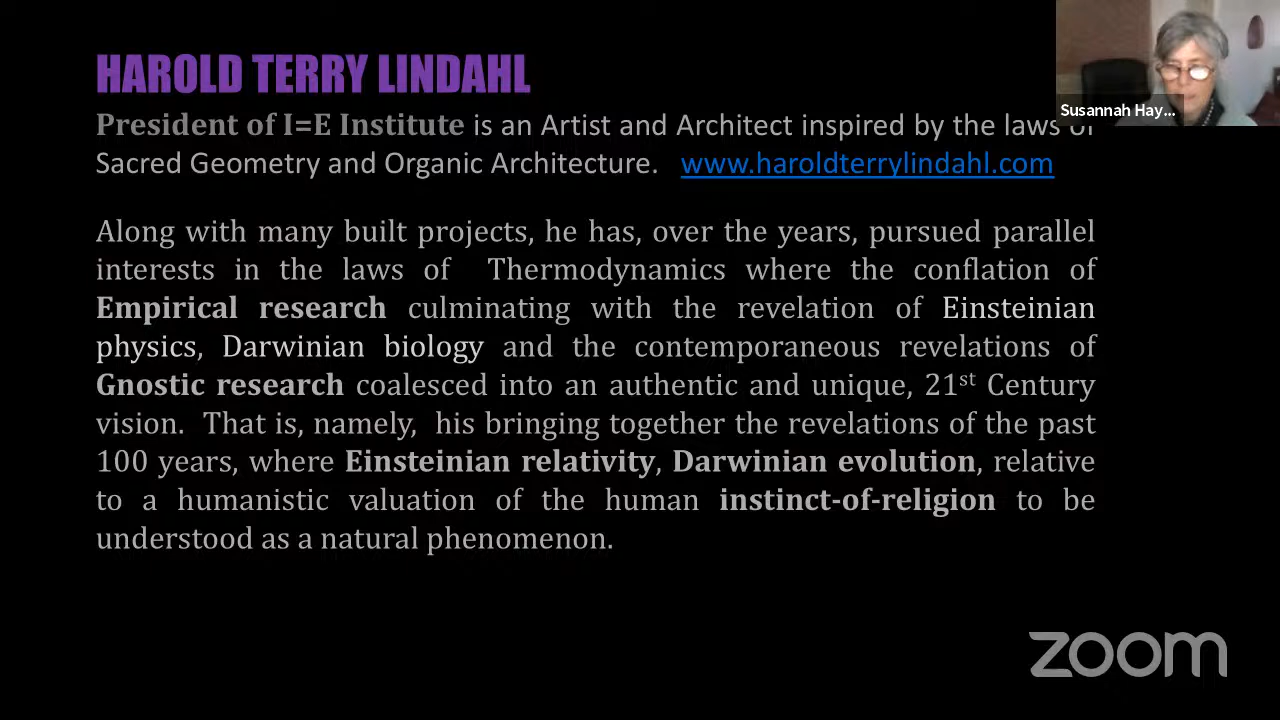 HAROLD TERRY LINDAHL
President of I=E Institute is an Artist and Architect inspired by the laws of
Sacred Geometry and Organic Architecture. www.haroldterrylindahl.com
Along with many built projects, he has, over the years, pursued parallel
interests in the laws of Thermodynamics where the conflation of
Empirical research culminating with the revelation of Einsteinian
physics, Darwinian biology and the contemporaneous revelations of
Gnostic research coalesced into an authentic and unique, 21st Century
vision. That is, namely, his bringing together the revelations of the past
100 years, where Einsteinian relativity, Darwinian evolution, relative
to a humanistic valuation of the human instinct-of-religion to be
understood as a natural phenomenon.
Susannah Hay...
zoom